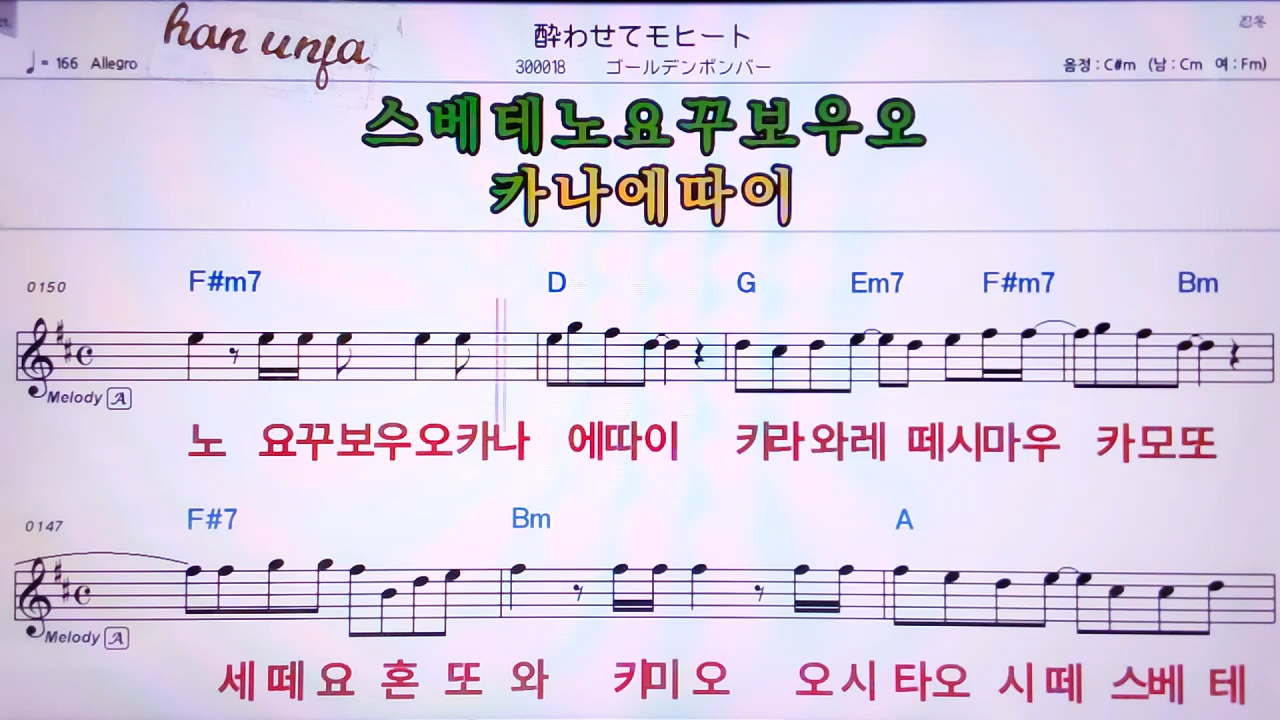 han unja
酔わせてモヒート
♩= 166 Allegro
300018 ゴールデンボンバー
음정 : C#m (남 : Cm 여 : Fm)
스베테노요꾸보우오
카나에따이
0150 F#m7 D G Em7 F#m7 Bm
Melody A
노 요꾸보우오카나 에따이 키라와레 떼시마우 카모또
0147 F#7 Bm A
Melody A
세떼요 혼 또 와 키미오 오시타오 시떼 스베 테